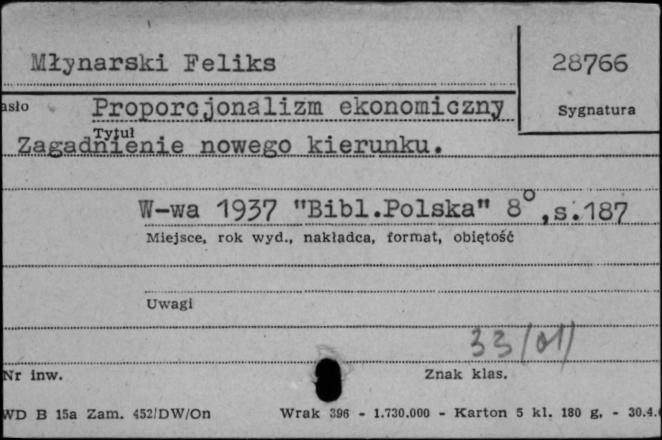 Młynarski Feliks
28766
asło
Proporcjonalizm ekonomiczny
Sygnatura
Tytuł
Zagadnienie nowego kierunku.
W-wa 1937 "Bibl.Polska" 8°,s.187
Miejsce, rok wyd., nakładca, format, obiętość
Uwagi
33/01/
Nr inw.
Znak klas.
WD B 15a Zam. 452/DW/On
Wrak 396 - 1.730.000 - Karton 5 kl. 180 g. - 30.4.